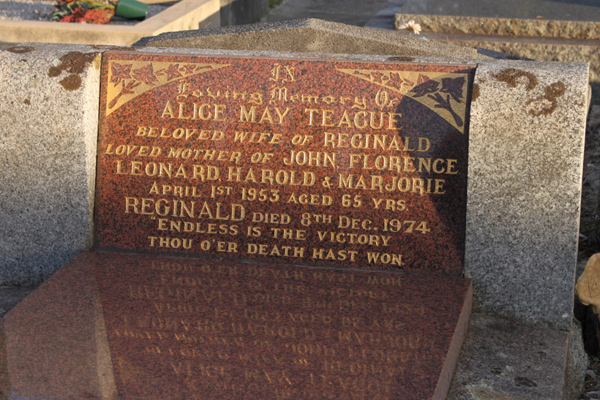 IN
Loving Memory Of
ALICE MAY TEAGUE
BELOVED WIFE OF REGINALD
LOVED MOTHER OF JOHN FLORENCE
LEONARD, HAROLD & MARJORIE
APRIL 1ST 1953 AGED 65 YRS.
REGINALD DIED 8TH DEC. 1974
ENDLESS IS THE VICTORY
THOU O'ER DEATH HAST WON.